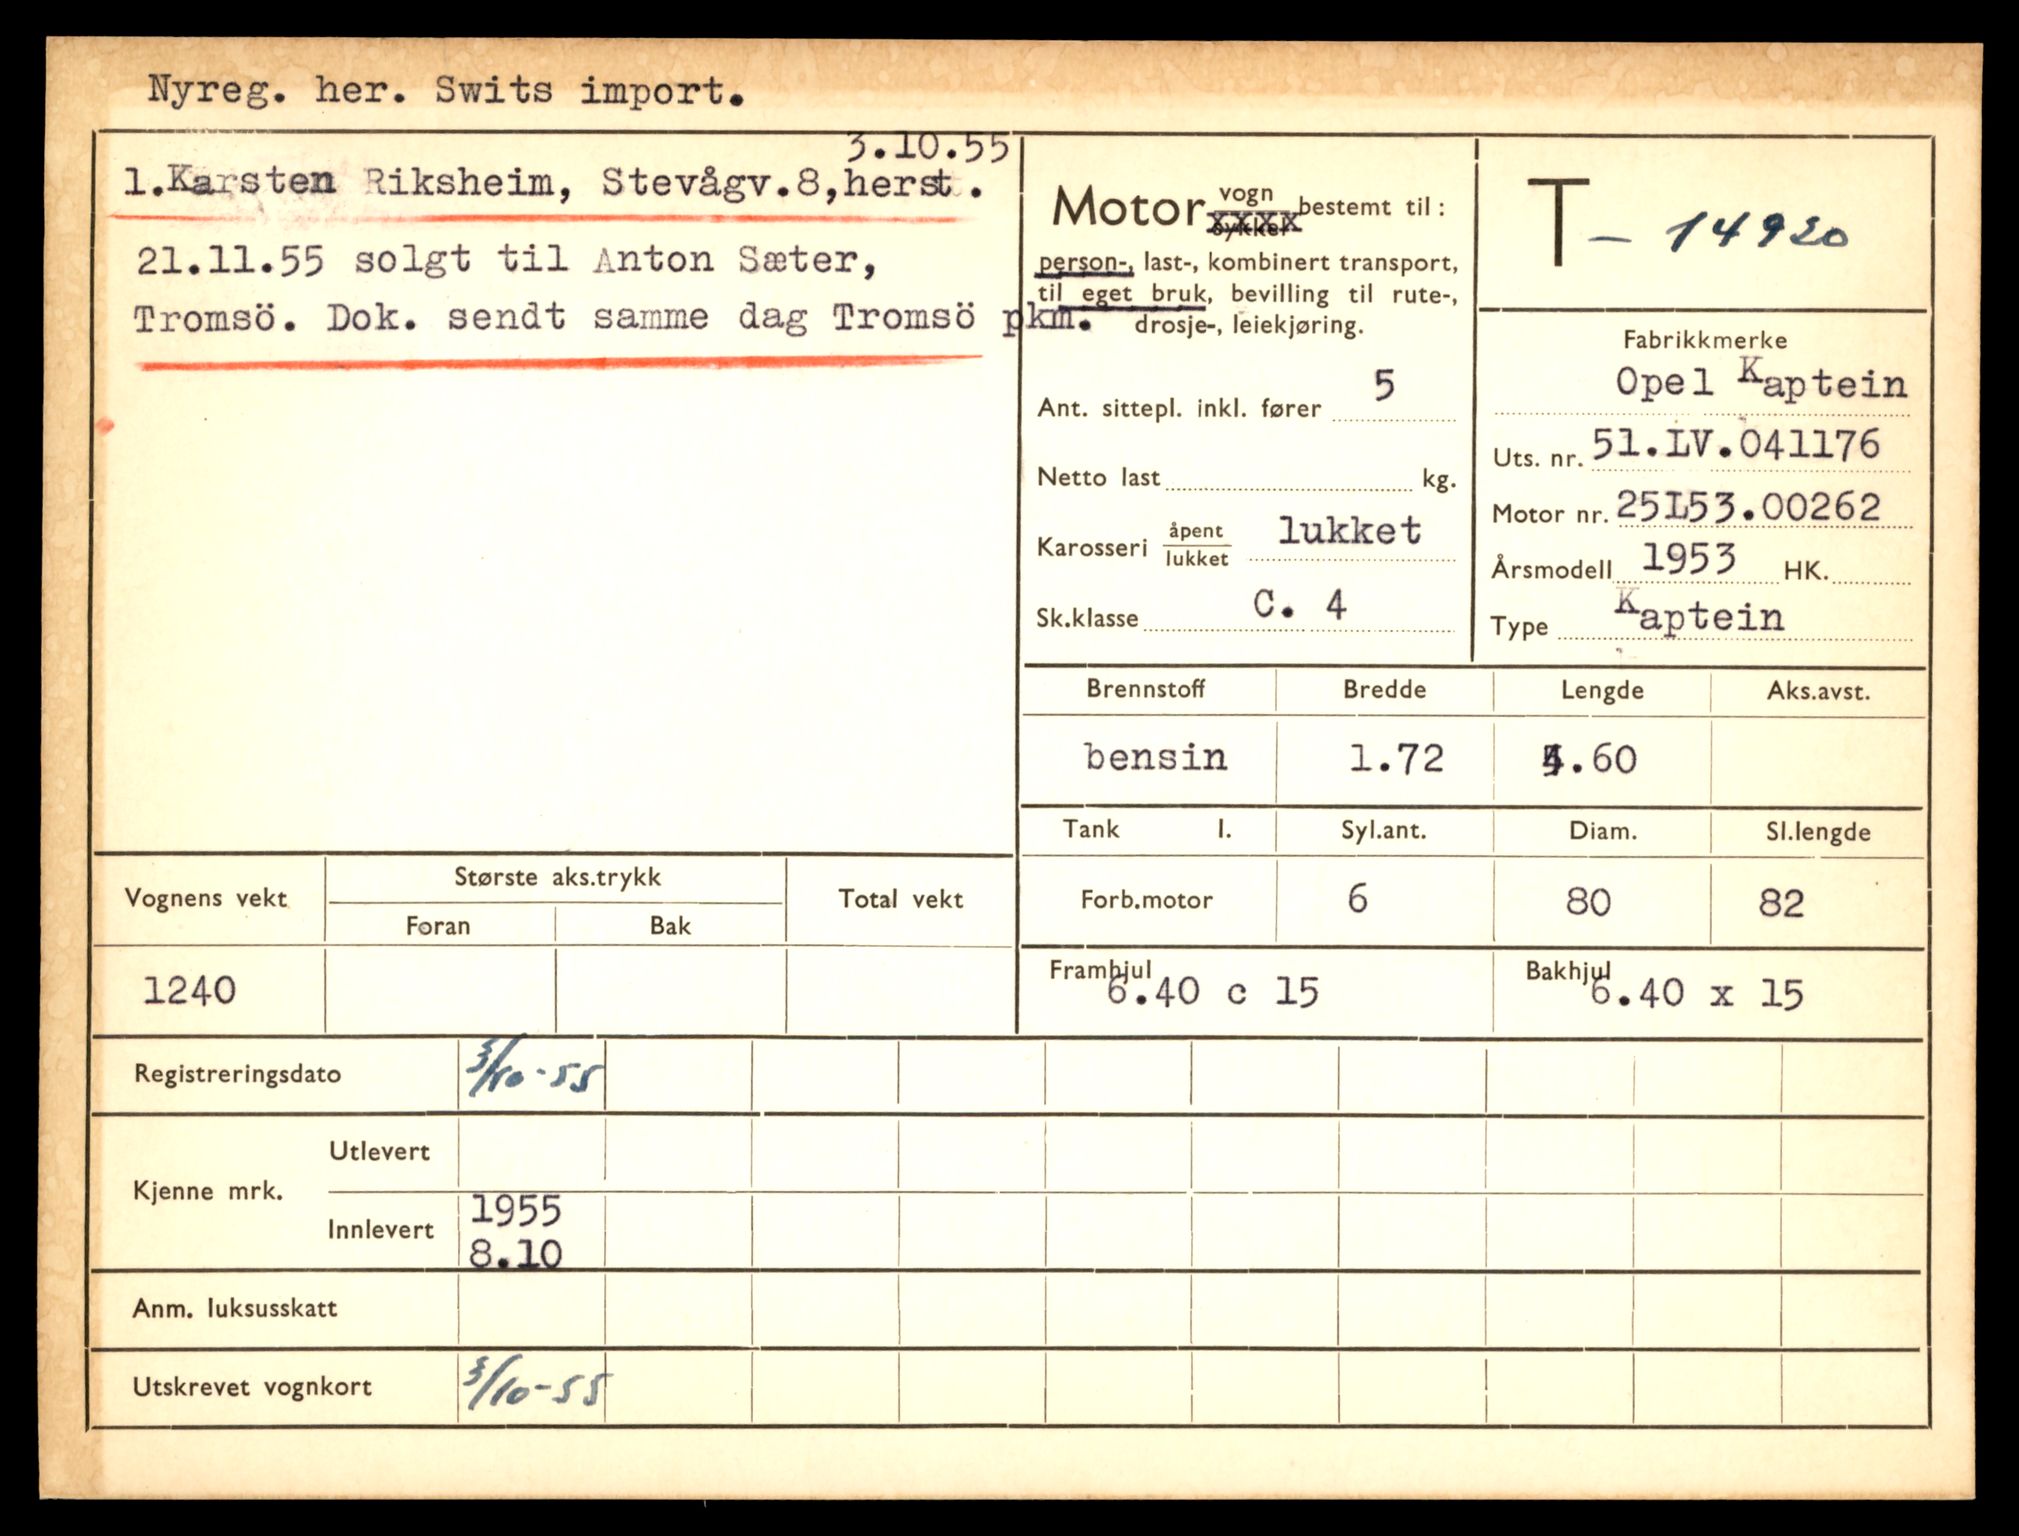 Nyreg. her. Swits import.
3.10.55
1.Karsten Riksheim, Stevågv.8,herst.
21.11.55 solgt til Anton Sæter,
Tromsö. Dok. sendt samme dag Tromsö pkm.
Motor vogn bestemt til:
sykkel xxxx
person-, last-, kombinert transport,
til eget bruk, bevilling til rute-,
drosje-, leiekjøring.
Ant. sittepl. inkl. fører 5
Netto last kg.
Karosseri åpent lukket lukket
Sk.klasse C. 4
T - 14920
Fabrikkmerke
Opel Kaptein
Uts. nr. 51.LV.041176
Motor nr. 25L53.00262
Årsmodell 1953 HK.
Type Kaptein
Brennstoff Bredde Lengde Aks.avst.
bensin 1.72 4.60
Tank l. Syl.ant. Diam. Sl.lengde
Forb.motor 6 80 82
Framhjul 6.40 c 15 Bakhjul 6.40 x 15
Vognens vekt Største aks.trykk Total vekt
Foran Bak
1240
Registreringsdato 3/10-55
Kjenne mrk. Utlevert
Innlevert 1955
8.10
Anm. luksusskatt
Utskrevet vognkort 3/10-55